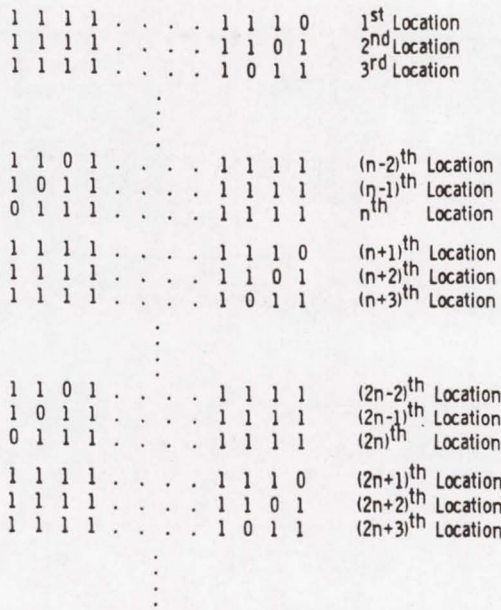 1 1 1 1 . . . . 1 1 1 0 1st Location
1 1 1 1 . . . . 1 1 0 1 2nd Location
1 1 1 1 . . . . 1 0 1 1 3rd Location
.
.
.
1 1 0 1 . . . . 1 1 1 1 (n-2)th Location
1 0 1 1 . . . . 1 1 1 1 (n-1)th Location
0 1 1 1 . . . . 1 1 1 1 nth Location
1 1 1 1 . . . . 1 1 1 0 (n+1)th Location
1 1 1 1 . . . . 1 1 0 1 (n+2)th Location
1 1 1 1 . . . . 1 0 1 1 (n+3)th Location
.
.
.
1 1 0 1 . . . . 1 1 1 1 (2n-2)th Location
1 0 1 1 . . . . 1 1 1 1 (2n-1)th Location
0 1 1 1 . . . . 1 1 1 1 (2n)th Location
1 1 1 1 . . . . 1 1 1 0 (2n+1)th Location
1 1 1 1 . . . . 1 1 0 1 (2n+2)th Location
1 1 1 1 . . . . 1 0 1 1 (2n+3)th Location
.
.
.